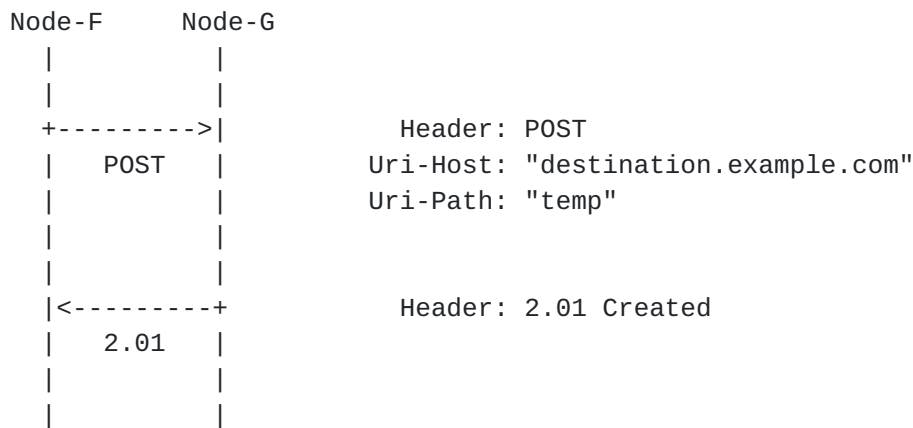 Node-F Node-G
Header: POST
POST Uri-Host: "destination.example.com"
Uri-Path: "temp"
Header: 2.01 Created
2.01